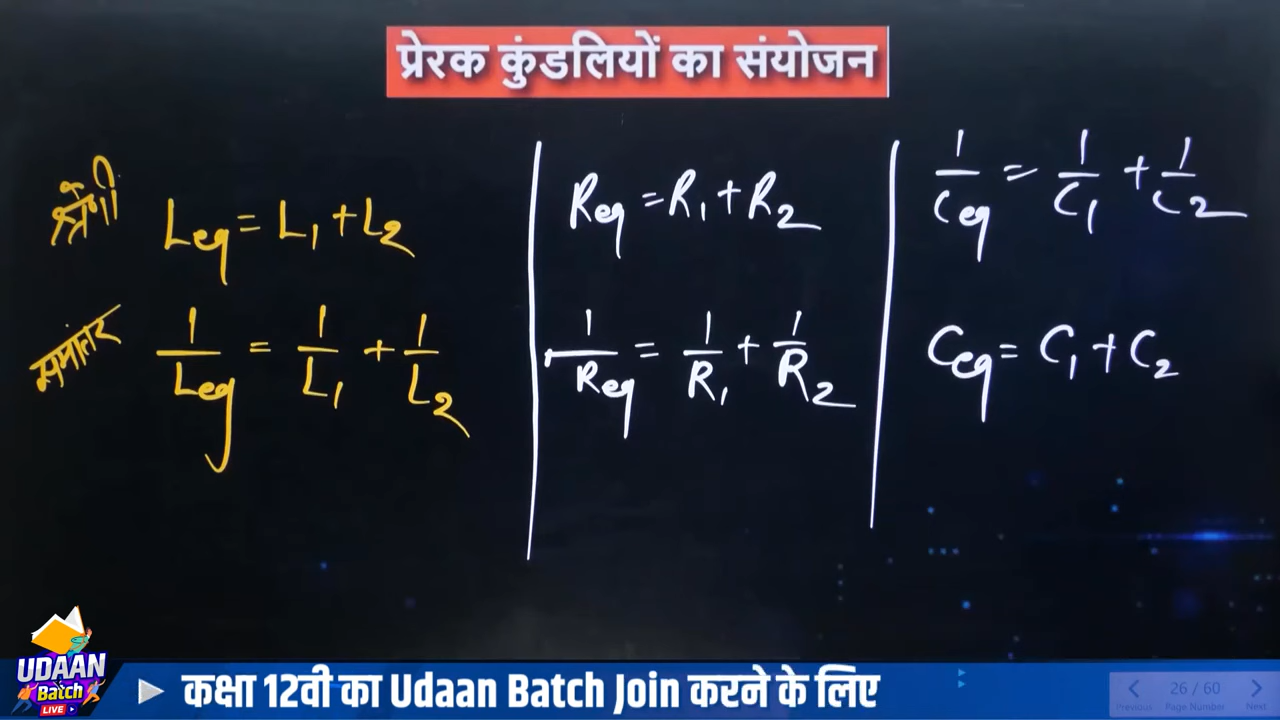 प्रेरक कुंडलियों का संयोजन
श्रेणी Leq = L₁ + L₂
Req = R₁ + R₂
1/Ceq = 1/C₁ + 1/C₂
समांतर 1/Leq = 1/L₁ + 1/L₂
1/Req = 1/R₁ + 1/R₂
Ceq = C₁ + C₂
UDAAN
Batch
LIVE
कक्षा 12वी का Udaan Batch Join करने के लिए
26 / 60
Previous Page Number Next